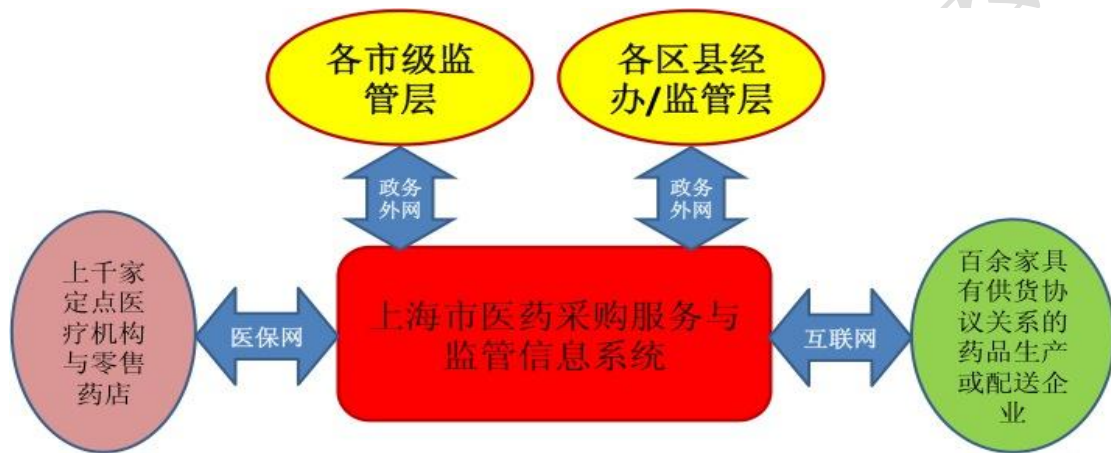 各市级监
管层
各区县经
办/监管层
政务
外网
政务
外网
上千家
定点医
疗机构
与零售
药店
医保网
上海市医药采购服务与
监管信息系统
互联网
百余家具
有供货协
议关系的
药品生产
或配送企
业